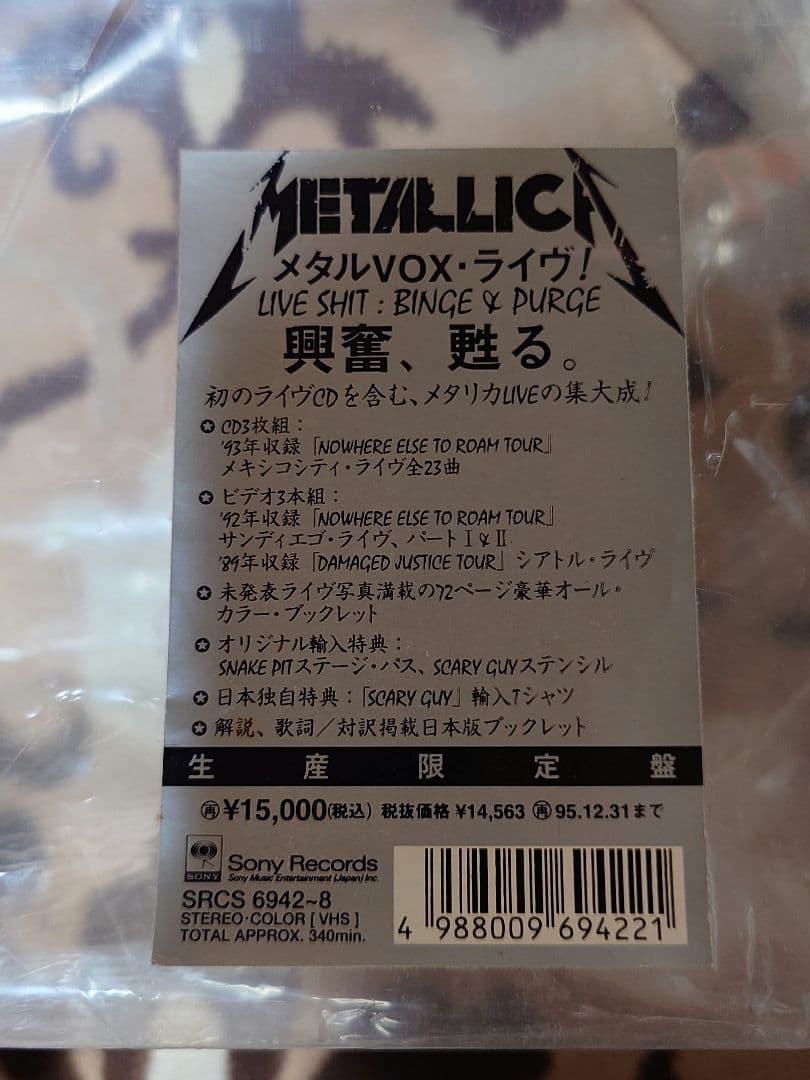 METALLICA
メタルVOX・ライヴ!
LIVE SHIT : BINGE & PURGE
興奮、甦る。
初のライヴCDを含む、メタリカLIVEの集大成!
✪ CD3枚組:
'93年収録「NOWHERE ELSE TO ROAM TOUR」
メキシコシティ・ライヴ全23曲
✪ ビデオ3本組:
'92年収録「NOWHERE ELSE TO ROAM TOUR」
サンディエゴ・ライヴ、パートⅠ&Ⅱ
'89年収録「DAMAGED JUSTICE TOUR」シアトル・ライヴ
✪ 未発表ライヴ写真満載の72ページ豪華オール・
カラー・ブックレット
✪ オリジナル輸入特典:
SNAKE PITステージ・パス、SCARY GUYステンシル
✪ 日本独自特典:「SCARY GUY」輸入Tシャツ
✪ 解説、歌詞/対訳掲載日本版ブックレット
生産限定盤
㊢¥15,000(税込) 税抜価格 ¥14,563 ㊢95.12.31まで
SONY
Sony Records
Sony Music Entertainment (Japan) Inc.
SRCS 6942~8
STEREO・COLOR [ VHS ]
TOTAL APPROX. 340min.
4 988009 694221